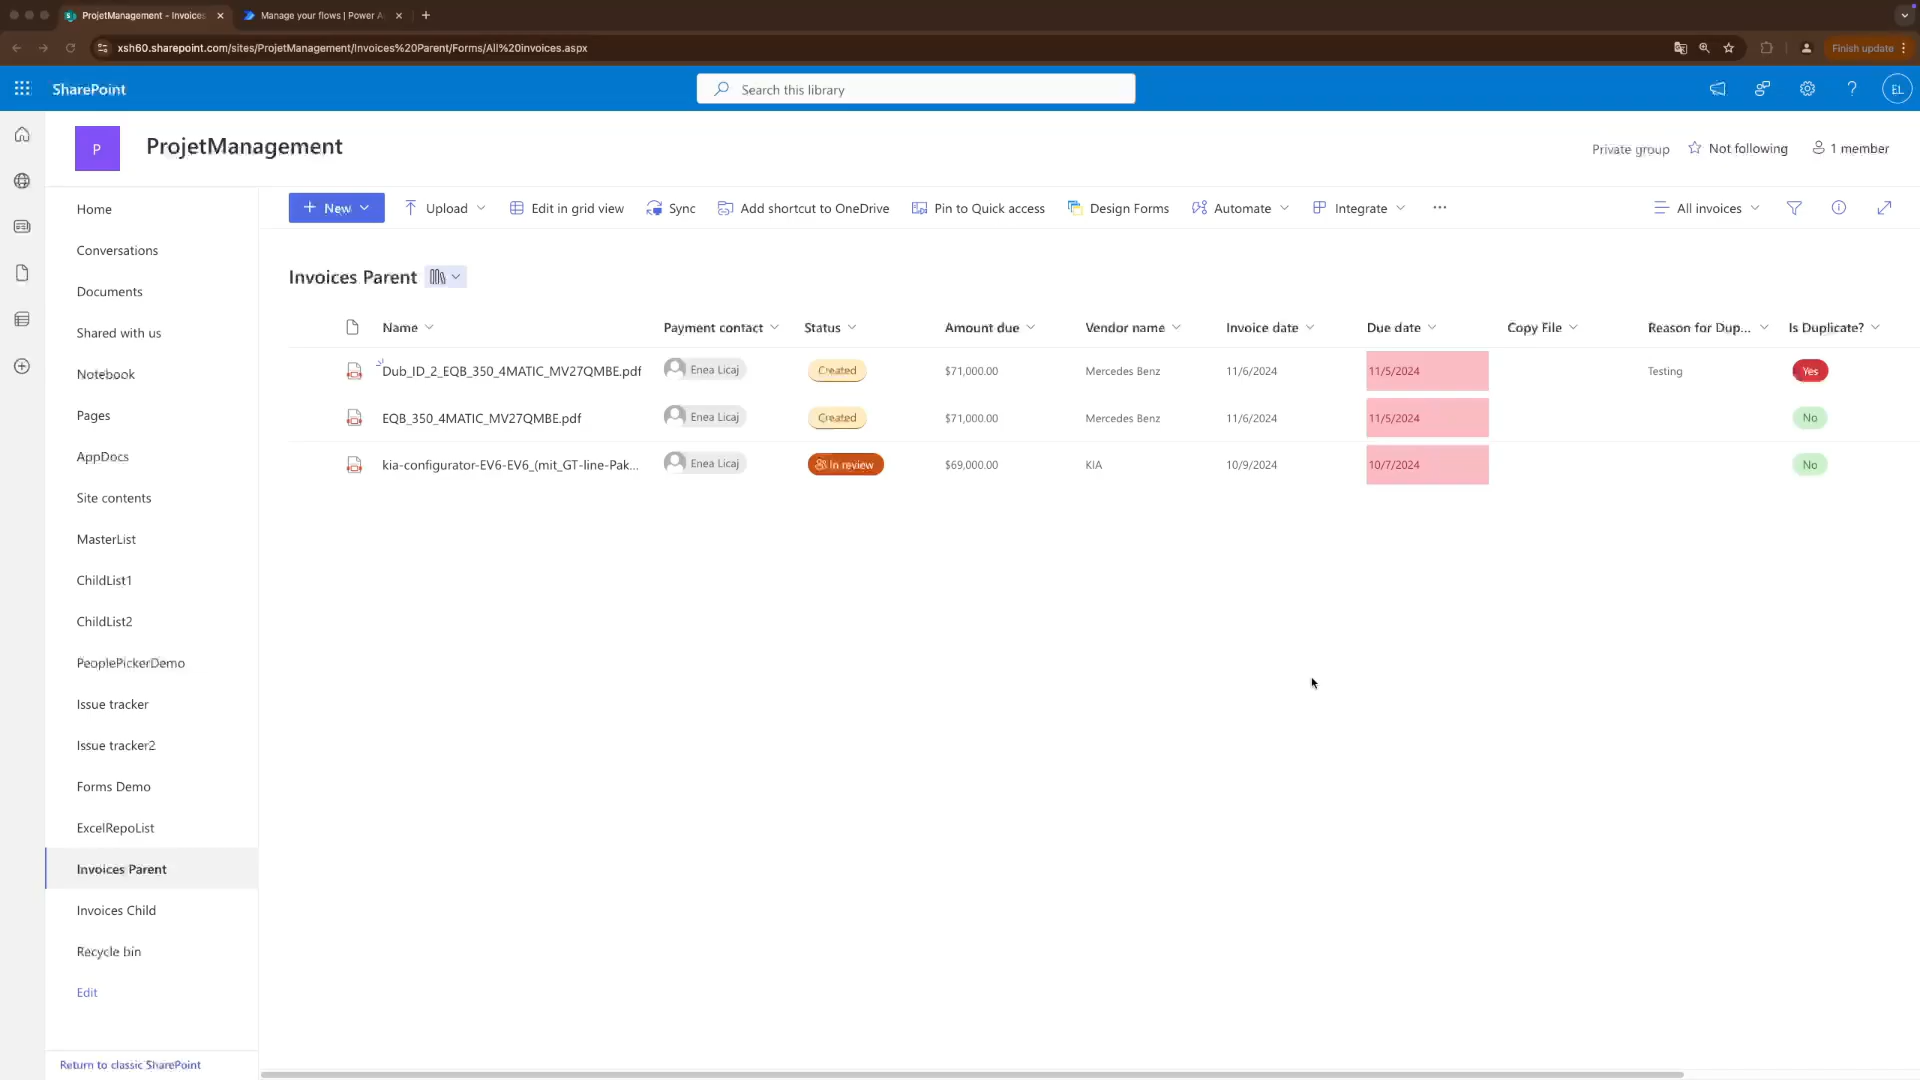 ProjetManagement - Invoices
Manage your flows | Power A
xsh60.sharepoint.com/sites/ProjetManagement/Invoices%20Parent/Forms/All%20invoices.aspx
Finish update
SharePoint
Search this library
EL
P
ProjetManagement
Private group
Not following
1 member
Home
Conversations
Documents
Shared with us
Notebook
Pages
AppDocs
Site contents
MasterList
ChildList1
ChildList2
PeoplePickerDemo
Issue tracker
Issue tracker2
Forms Demo
ExcelRepoList
Invoices Parent
Invoices Child
Recycle bin
Edit
Return to classic SharePoint
New
Upload
Edit in grid view
Sync
Add shortcut to OneDrive
Pin to Quick access
Design Forms
Automate
Integrate
All invoices
Invoices Parent
Name Payment contact Status Amount due Vendor name Invoice date Due date Copy File Reason for Dup... Is Duplicate?
Dub_ID_2_EQB_350_4MATIC_MV27QMBE.pdf Enea Licaj Created $71,000.00 Mercedes Benz 11/6/2024 11/5/2024 Testing Yes
EQB_350_4MATIC_MV27QMBE.pdf Enea Licaj Created $71,000.00 Mercedes Benz 11/6/2024 11/5/2024 No
kia-configurator-EV6-EV6_(mit_GT-line-Pak... Enea Licaj In review $69,000.00 KIA 10/9/2024 10/7/2024 No